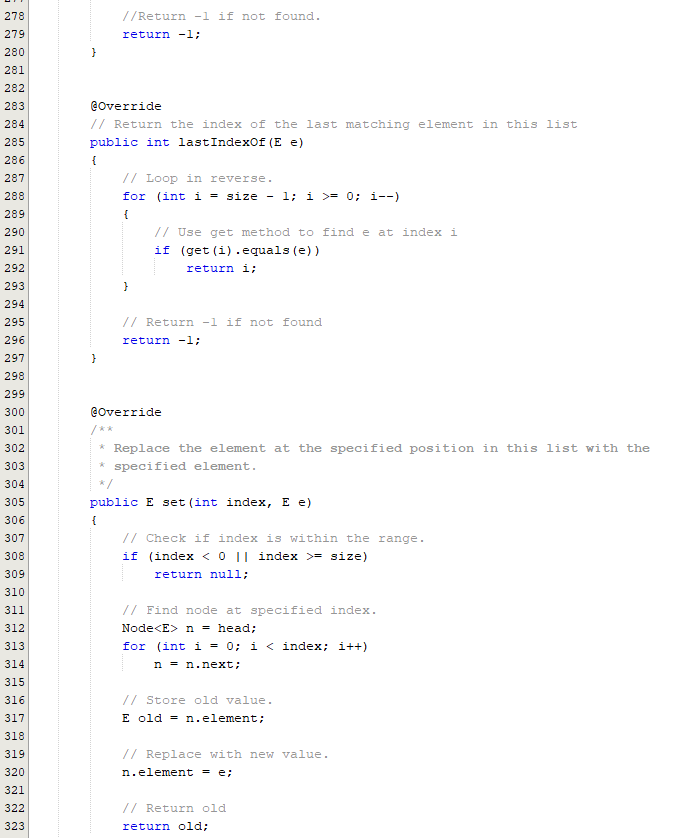 278 //Return -1 if not found.
279 return -1;
280 }
281
282
283 @Override
284 // Return the index of the last matching element in this list
285 public int lastIndexOf(E e)
286 {
287 // Loop in reverse.
288 for (int i = size - 1; i >= 0; i--)
289 {
290 // Use get method to find e at index i
291 if (get(i).equals(e))
292 return i;
293 }
294
295 // Return -1 if not found
296 return -1;
297 }
298
299
300 @Override
301 /**
302 * Replace the element at the specified position in this list with the
303 * specified element.
304 */
305 public E set(int index, E e)
306 {
307 // Check if index is within the range.
308 if (index < 0 || index >= size)
309 return null;
310
311 // Find node at specified index.
312 Node<E> n = head;
313 for (int i = 0; i < index; i++)
314 n = n.next;
315
316 // Store old value.
317 E old = n.element;
318
319 // Replace with new value.
320 n.element = e;
321
322 // Return old
323 return old;